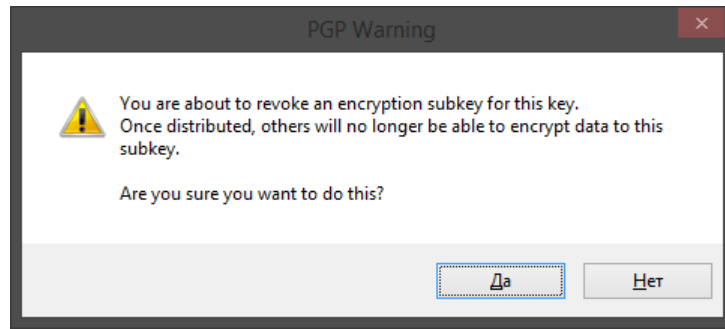 PGP Warning
You are about to revoke an encryption subkey for this key.
Once distributed, others will no longer be able to encrypt data to this
subkey.
Are you sure you want to do this?
Да
Нет